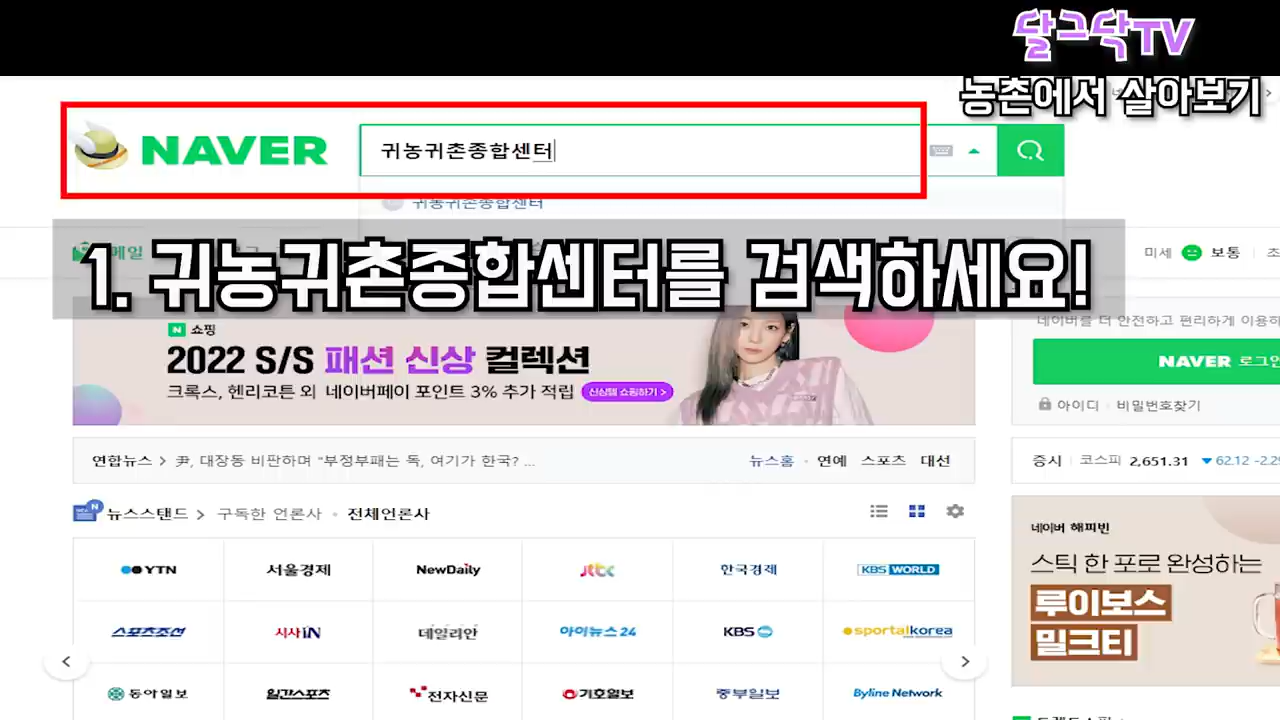 달그닥TV
농촌에서 살아보기
NAVER 귀농귀촌종합센터
귀농귀촌종합센터
메일
1. 귀농귀촌종합센터를 검색하세요!
미세 보통
네이버를 더 안전하고 편리하게 이용하
N 쇼핑
2022 S/S 패션 신상 컬렉션
크록스, 헨리코튼 외 네이버페이 포인트 3% 추가 적립 신상템 쇼핑하기 >
NAVER 로그인
아이디 비밀번호찾기
연합뉴스 > 尹, 대장동 비판하며 "부정부패는 독, 여기가 한국? ...
뉴스홈 · 연예 스포츠 대선
증시 코스피 2,651.31 ▼ 62.12 -2.29
뉴스스탠드 > 구독한 언론사 · 전체언론사
네이버 해피빈
스틱 한 포로 완성하는
루이보스
밀크티
YTN 서울경제 NewDaily JTBC 한국경제 KBS WORLD
스포츠조선 시사IN 데일리안 아이뉴스24 KBS sportalkorea
동아일보 일간스포츠 전자신문 기호일보 중부일보 Byline Network